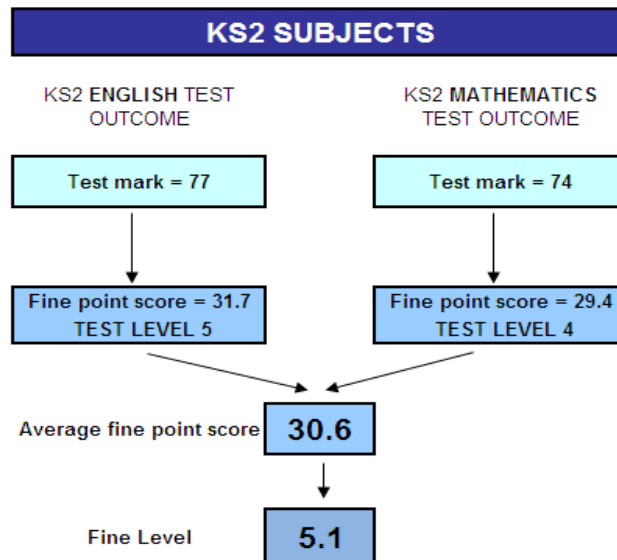 KS2 SUBJECTS
KS2 ENGLISH TEST
OUTCOME
KS2 MATHEMATICS
TEST OUTCOME
Test mark = 77
Test mark = 74
Fine point score = 31.7
TEST LEVEL 5
Fine point score = 29.4
TEST LEVEL 4
Average fine point score
30.6
Fine Level
5.1